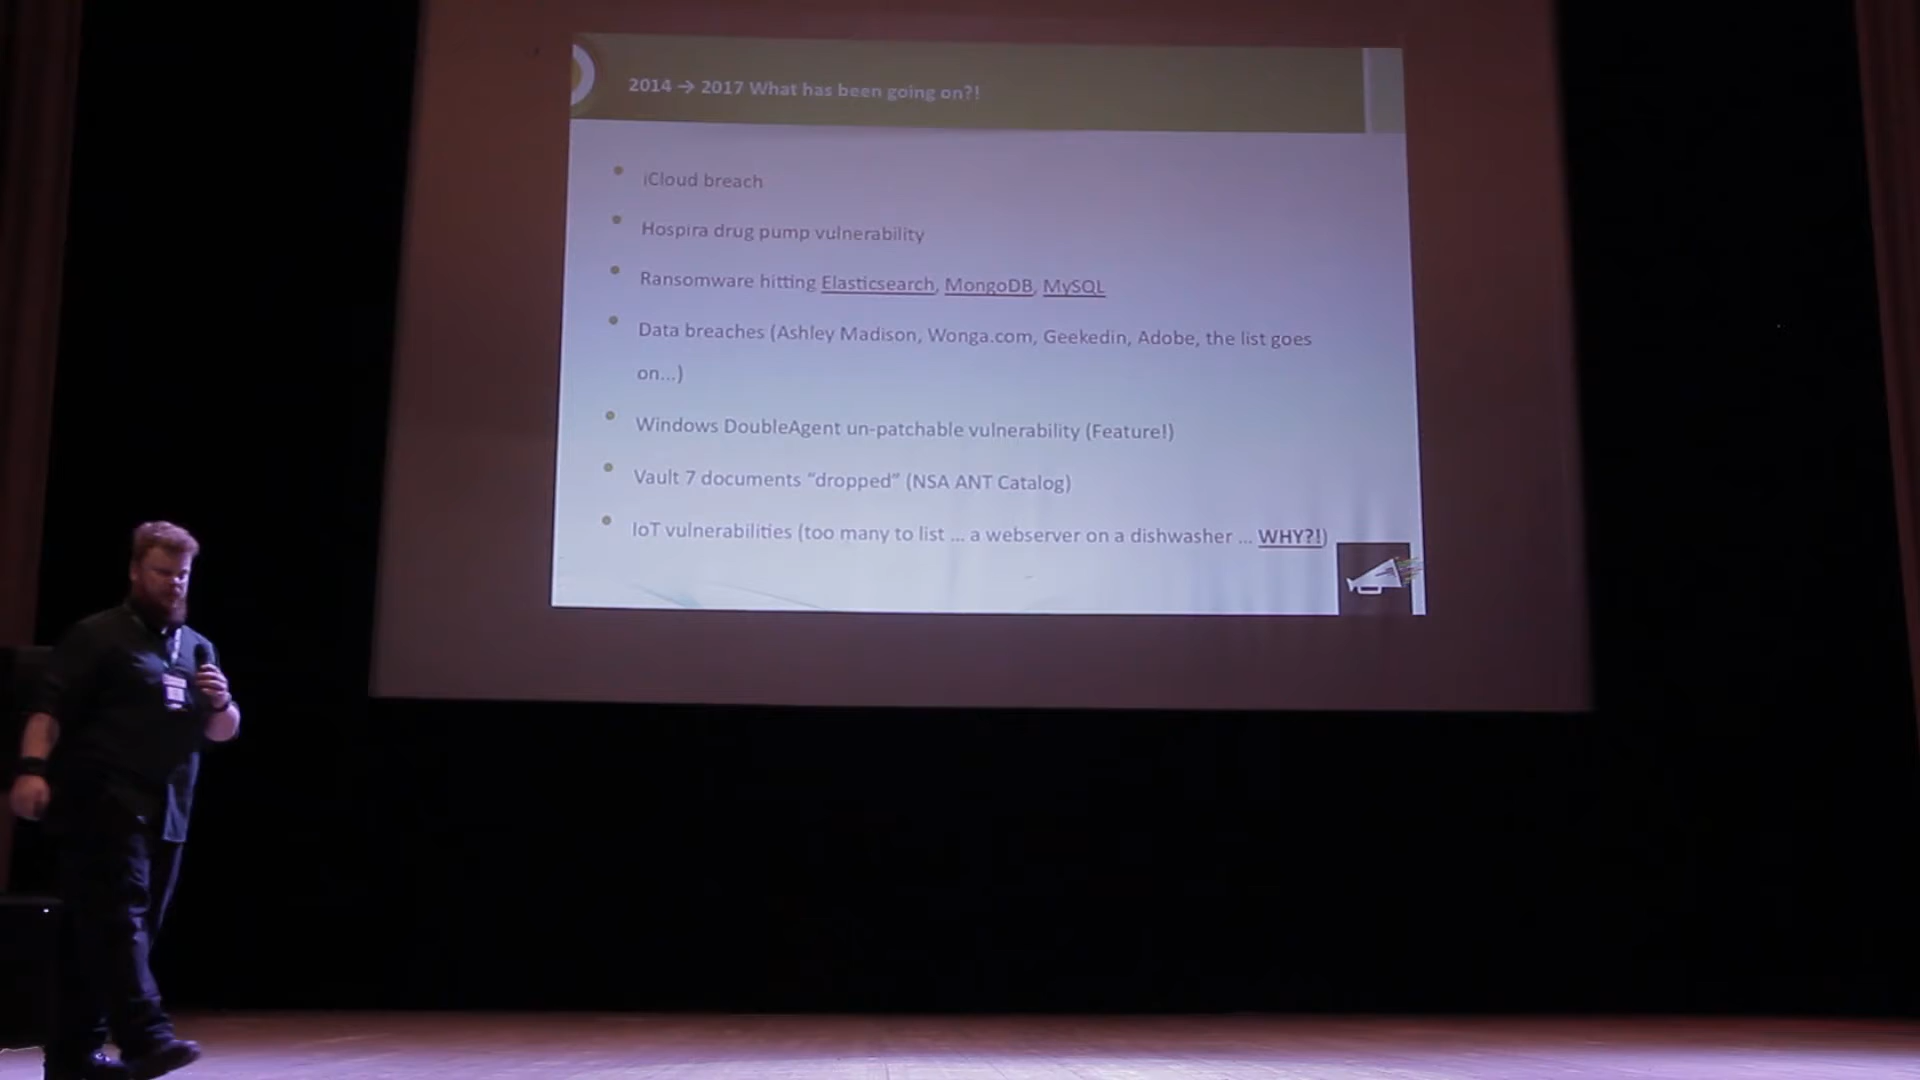 2014 → 2017 What has been going on?!
• iCloud breach
• Hospira drug pump vulnerability
• Ransomware hitting Elasticsearch, MongoDB, MySQL
• Data breaches (Ashley Madison, Wonga.com, Geekedin, Adobe, the list goes
on...)
• Windows DoubleAgent un-patchable vulnerability (Feature!)
• Vault 7 documents “dropped” (NSA ANT Catalog)
• IoT vulnerabilities (too many to list ... a webserver on a dishwasher ... WHY?!)